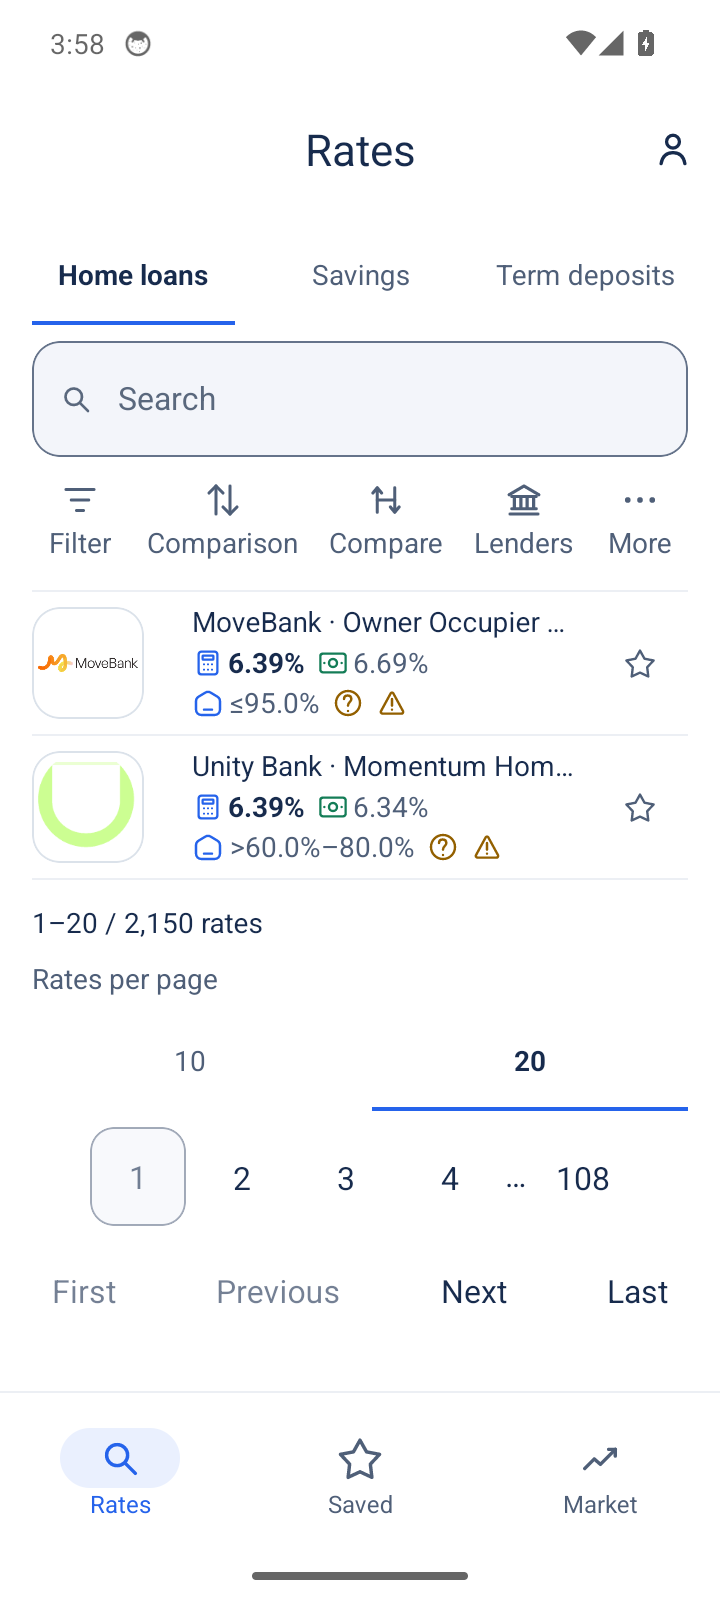 3:58
Rates
Home loans Savings Term deposits
Search
Filter Comparison Compare Lenders More
MoveBank · Owner Occupier ...
MoveBank
6.39% 6.69%
≤95.0%
Unity Bank · Momentum Hom...
6.39% 6.34%
>60.0%–80.0%
1–20 / 2,150 rates
Rates per page
10 20
1 2 3 4 ... 108
First Previous Next Last
Rates Saved Market